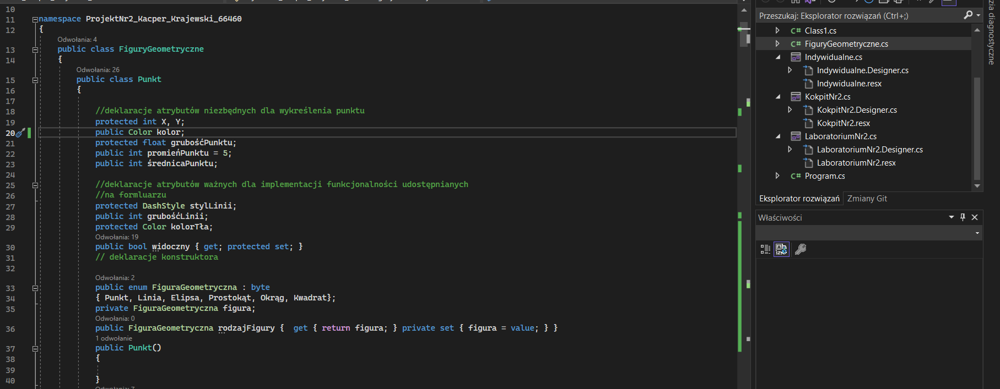 10
11 namespace ProjektNr2_Kacper_Krajewski_66460
12 {
Odwołania: 4
13 public class FiguryGeometryczne
14 {
Odwołania: 26
15 public class Punkt
16 {
17
18 //deklaracje atrybutów niezbędnych dla wykreślenia punktu
19 protected int X, Y;
20 public Color kolor;
21 protected float grubośćPunktu;
22 public int promieńPunktu = 5;
23 public int średnicaPunktu;
24
25 //deklaracje atrybutów ważnych dla implementacji funkcjonalności udostępnianych
26 //na formluarzu
27 protected DashStyle stylLinii;
28 public int grubośćLinii;
29 protected Color kolorTła;
Odwołania: 19
30 public bool widoczny { get; protected set; }
31 // deklaracje konstruktora
32
Odwołania: 2
33 public enum FiguraGeometryczna : byte
34 { Punkt, Linia, Elipsa, Prostokąt, Okrąg, Kwadrat};
35 private FiguraGeometryczna figura;
Odwołania: 0
36 public FiguraGeometryczna rodzajFigury {  get { return figura; } private set { figura = value; } }
1 odwołanie
37 public Punkt()
38 {
39
40 }
Odwołania: 7
Przeszukaj: Eksplorator rozwiązań (Ctrl+;)
C# Class1.cs
C# FiguryGeometryczne.cs
Indywidualne.cs
Indywidualne.Designer.cs
Indywidualne.resx
KokpitNr2.cs
KokpitNr2.Designer.cs
KokpitNr2.resx
LaboratoriumNr2.cs
LaboratoriumNr2.Designer.cs
LaboratoriumNr2.resx
C# Program.cs
Eksplorator rozwiązań Zmiany Git
Właściwości
diagnostyczne